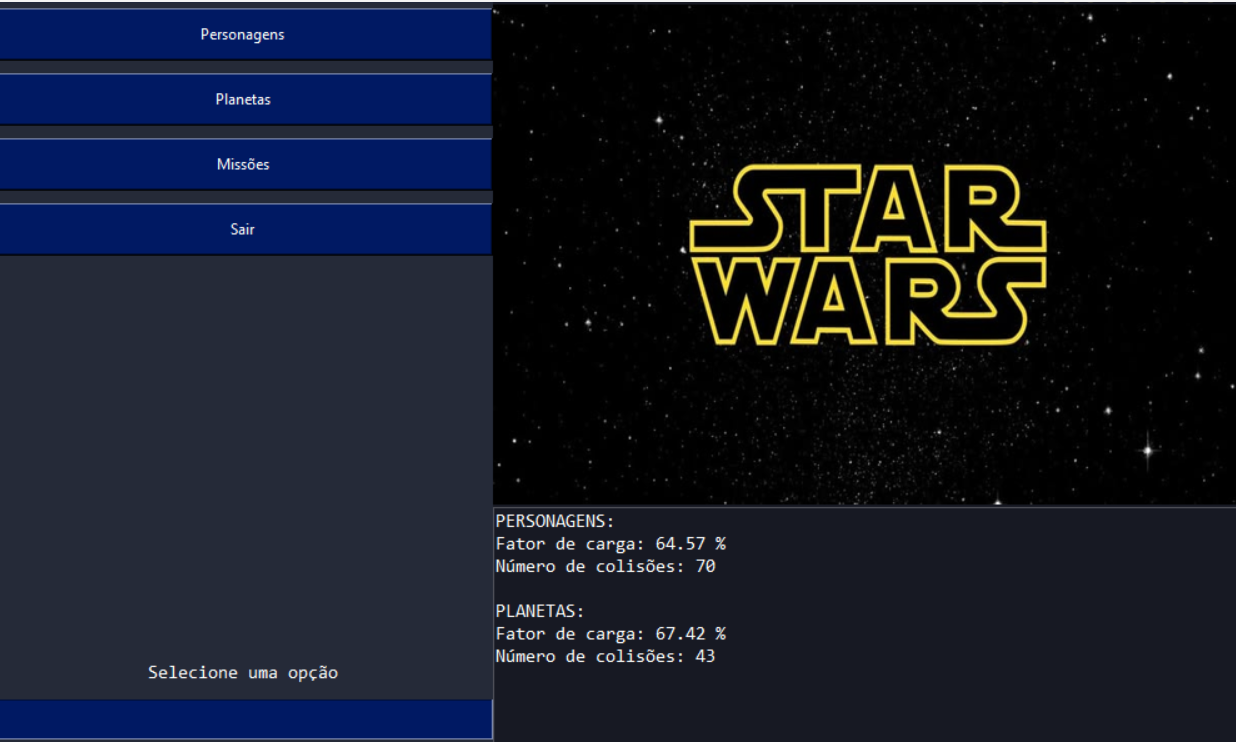 Personagens
Planetas
Missões
Sair
Selecione uma opção
STAR
WARS
PERSONAGENS:
Fator de carga: 64.57 %
Número de colisões: 70
PLANETAS:
Fator de carga: 67.42 %
Número de colisões: 43